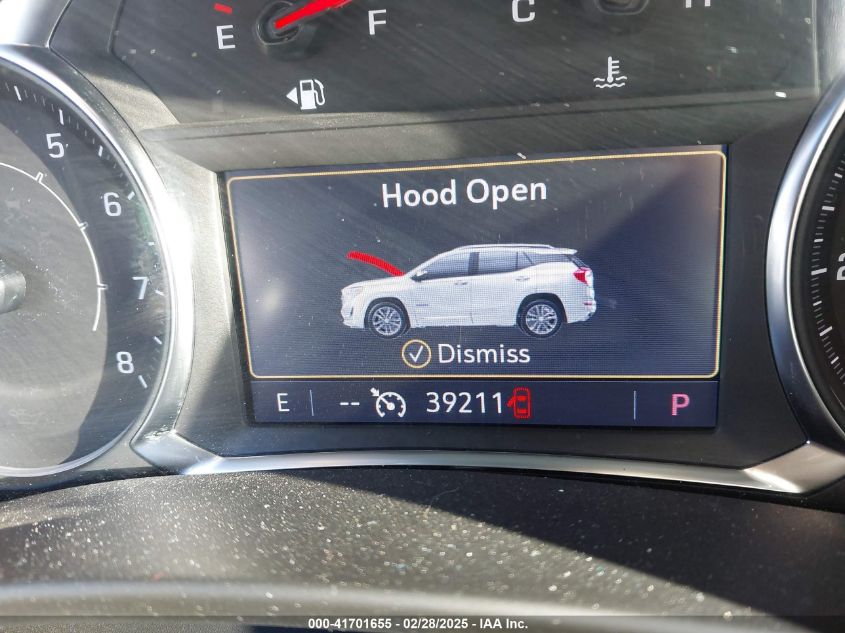 E F C H
5
6
7
8
Hood Open
Dismiss
E -- 39211 P
000-41701655 | 02/28/2025 - IAA Inc.